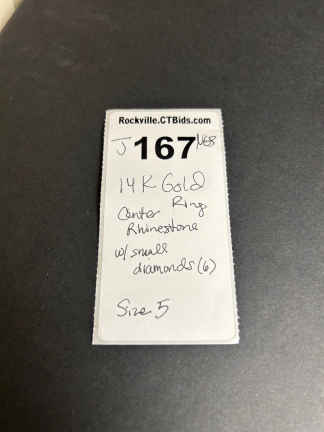 Rockville.CTBids.com
J 167
14K Gold
Ring
Center
Rhinestone
w/ small
diamonds (6)
Size 5